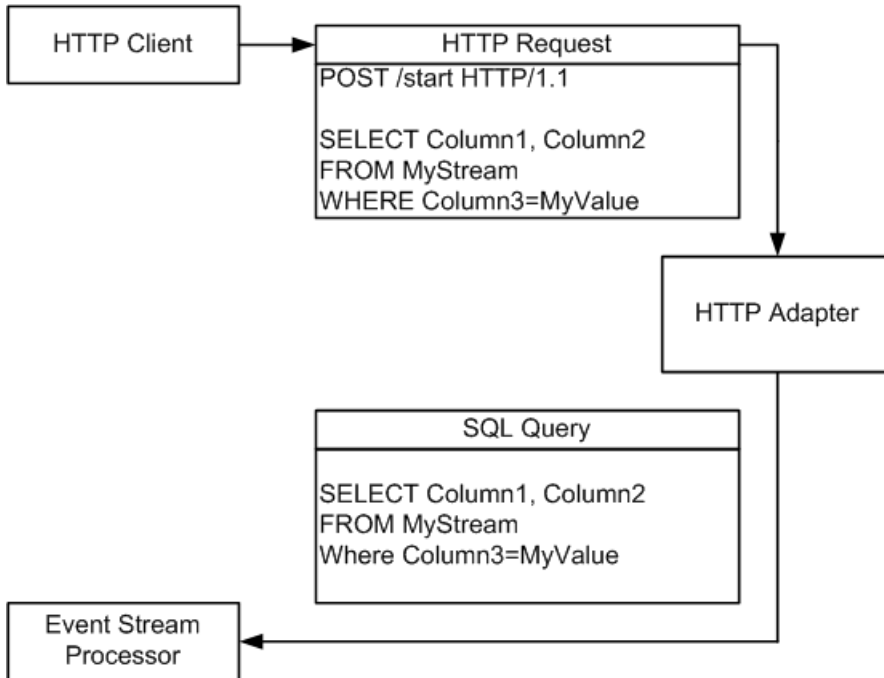 HTTP Client
HTTP Request
POST /start HTTP/1.1
SELECT Column1, Column2
FROM MyStream
WHERE Column3=MyValue
HTTP Adapter
SQL Query
SELECT Column1, Column2
FROM MyStream
Where Column3=MyValue
Event Stream
Processor